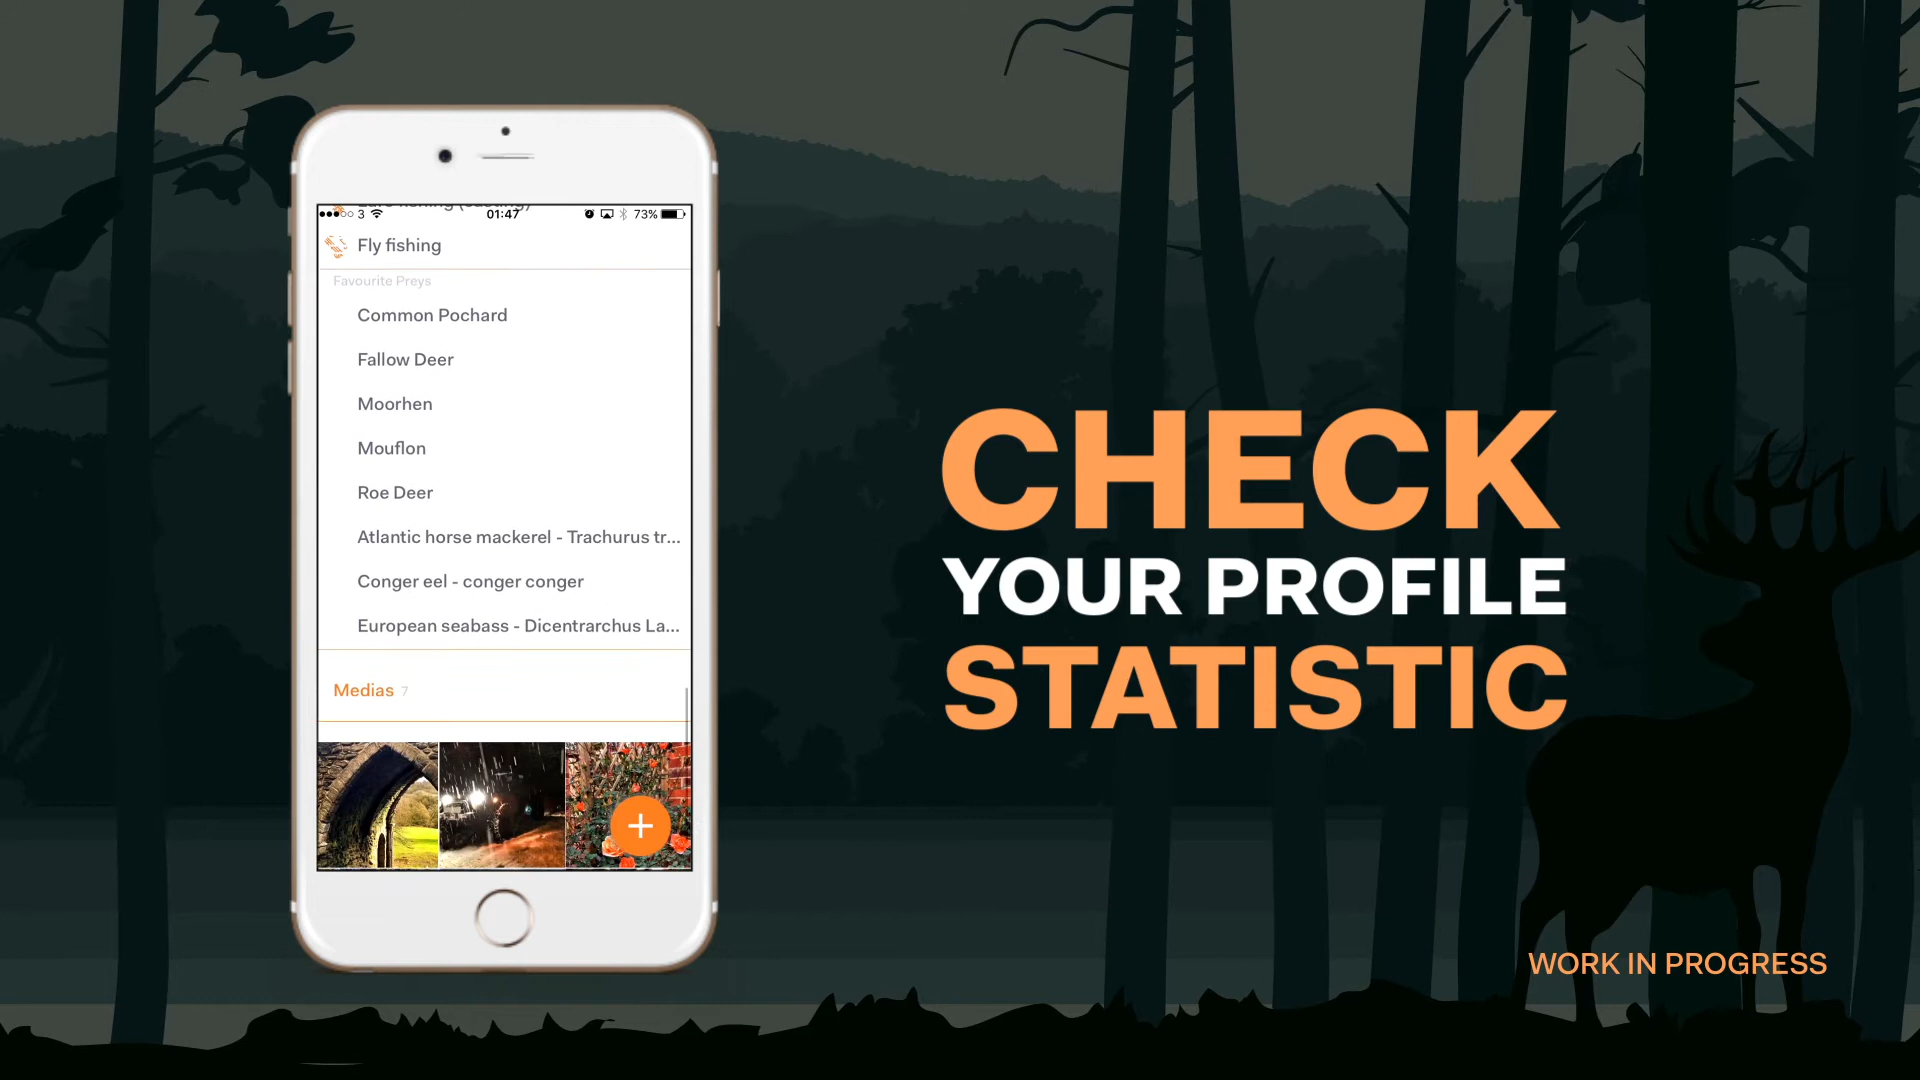 3 01:47 73%
Fly fishing
Favourite Preys
Common Pochard
Fallow Deer
Moorhen
Mouflon
Roe Deer
Atlantic horse mackerel - Trachurus tr...
Conger eel - conger conger
European seabass - Dicentrarchus La...
Medias 7
CHECK
YOUR PROFILE
STATISTIC
WORK IN PROGRESS